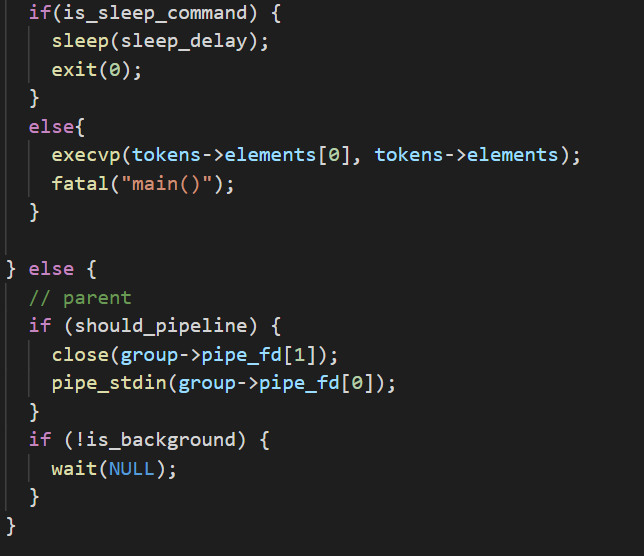 if(is_sleep_command) {
sleep(sleep_delay);
exit(0);
}
else{
execvp(tokens->elements[0], tokens->elements);
fatal("main()");
}
} else {
// parent
if (should_pipeline) {
close(group->pipe_fd[1]);
pipe_stdin(group->pipe_fd[0]);
}
if (!is_background) {
wait(NULL);
}
}